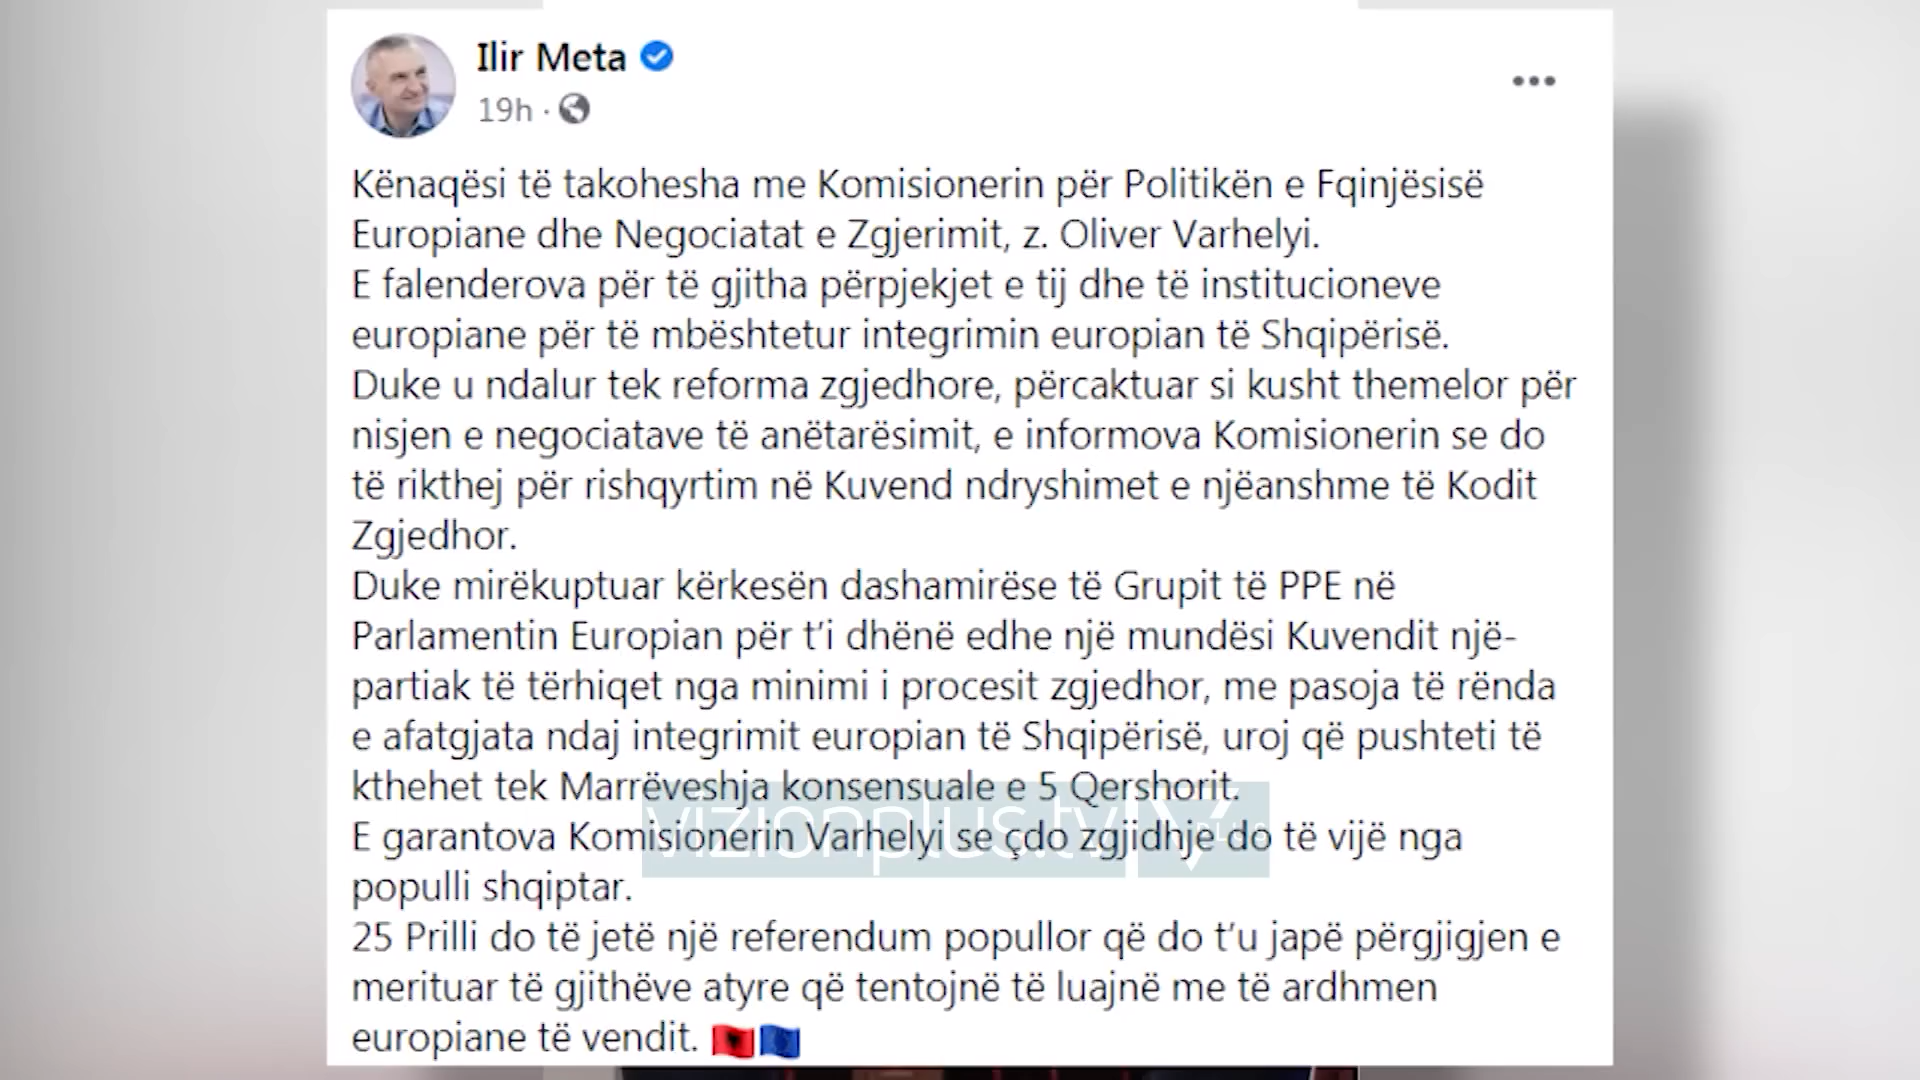 Ilir Meta
19h ·
Kënaqësi të takohesha me Komisionerin për Politikën e Fqinjësisë
Europiane dhe Negociatat e Zgjerimit, z. Oliver Varhelyi.
E falenderova për të gjitha përpjekjet e tij dhe të institucioneve
europiane për të mbështetur integrimin europian të Shqipërisë.
Duke u ndalur tek reforma zgjedhore, përcaktuar si kusht themelor për
nisjen e negociatave të anëtarësimit, e informova Komisionerin se do
të rikthej për rishqyrtim në Kuvend ndryshimet e njëanshme të Kodit
Zgjedhor.
Duke mirëkuptuar kërkesën dashamirëse të Grupit të PPE në
Parlamentin Europian për t’i dhënë edhe një mundësi Kuvendit një-
partiak të tërhiqet nga minimi i procesit zgjedhor, me pasoja të rënda
e afatgjata ndaj integrimit europian të Shqipërisë, uroj që pushteti të
kthehet tek Marrëveshja konsensuale e 5 Qershorit.
vizionplus.tv V PLUS
E garantova Komisionerin Varhelyi se çdo zgjidhje do të vijë nga
populli shqiptar.
25 Prilli do të jetë një referendum popullor që do t’u japë përgjigjen e
merituar të gjithëve atyre që tentojnë të luajnë me të ardhmen
europiane të vendit.